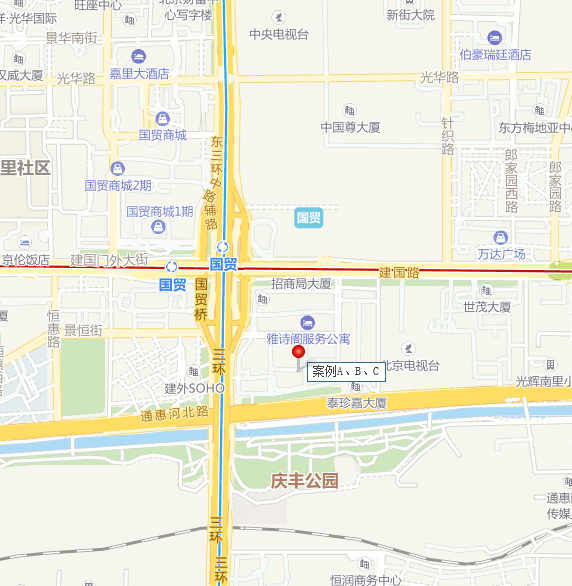 旺座中心
新街大院
心写字楼
洋·光华国际
中央电视台
景华南街
伯豪瑞廷酒店
嘉里大酒店
汉威大厦
光华路
光华路
国贸商城
针织路
中国尊大厦
东方梅地亚中心
东三环中路辅路
里社区
郎家园西路
郎家园路
国贸商城2期
国贸商城1期
国贸
京伦饭店
建国门外大街
国贸
万达广场
建国路
国贸
国贸桥
招商局大厦
世茂大厦
恒惠路
景恒街
雅诗阁服务公寓
三环
案例A、B、C
北京电视台
建外SOHO
光辉南里小
通惠河北路
泰珍嘉大厦
庆丰公园
通惠
传媒
三环
三环
恒润商务中心